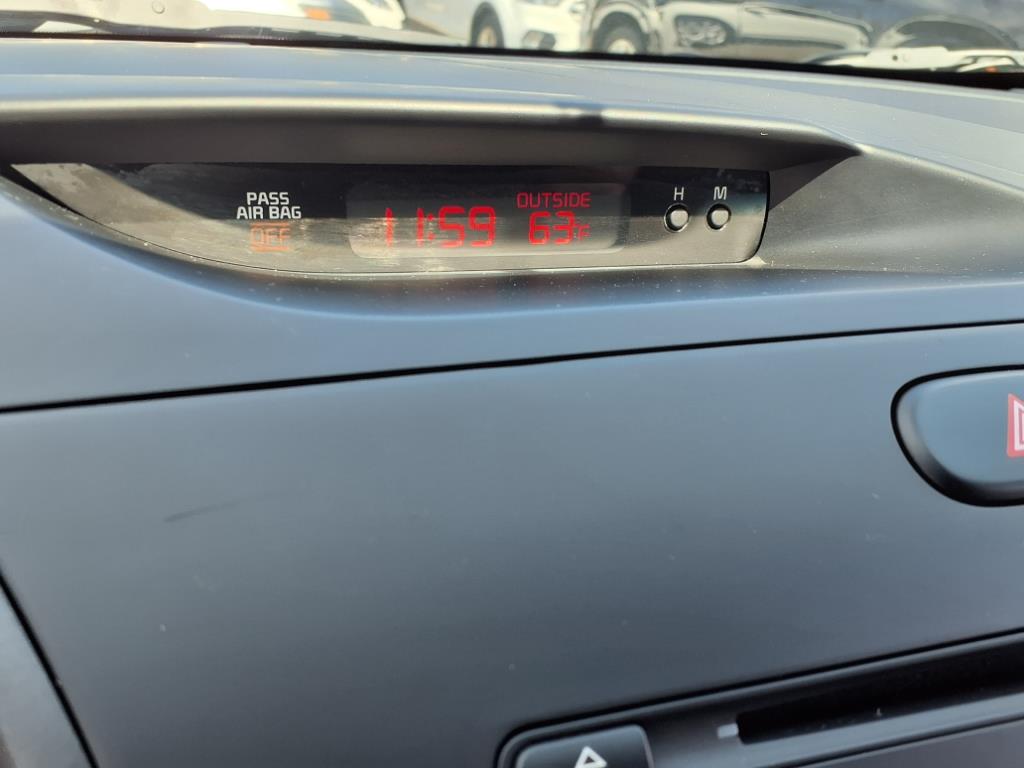 PASS
AIR BAG
OFF
11:59
OUTSIDE
63°F
H
M